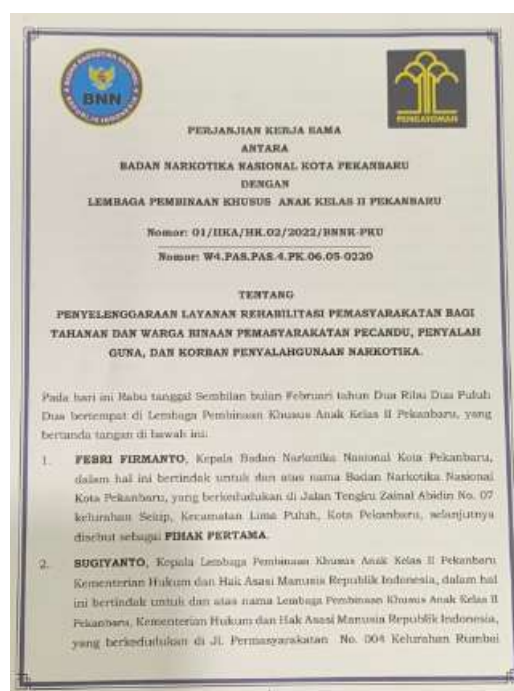 BADAN NARKOTIKA NASIONAL
BNN
REPUBLIK INDONESIA
PENGAYOMAN
PERJANJIAN KERJA SAMA
ANTARA
BADAN NARKOTIKA NASIONAL KOTA PEKANBARU
DENGAN
LEMBAGA PEMBINAAN KHUSUS ANAK KELAS II PEKANBARU
Nomor: 01/IIKA/HK.02/2022/BNNK-PKU
Nomor: W4.PAS.PAS.4.PK.06.05-0220
TENTANG
PENYELENGGARAAN LAYANAN REHABILITASI PEMASYARAKATAN BAGI
TAHANAN DAN WARGA BINAAN PEMASYARAKATAN PECANDU, PENYALAH
GUNA, DAN KORBAN PENYALAHGUNAAN NARKOTIKA.
Pada hari ini Rabu tanggal Sembilan bulan Februari tahun Dua Ribu Dua Puluh
Dua bertempat di Lembaga Pembinaan Khusus Anak Kelas II Pekanbaru, yang
bertanda tangan di bawah ini:
1. FEBRI FIRMANTO, Kepala Badan Narkotika Nasional Kota Pekanbaru,
dalam hal ini bertindak untuk dan atas nama Badan Narkotika Nasional
Kota Pekanbaru, yang berkedudukan di Jalan Tengku Zainal Abidin No. 07
kelurahan Sekip, Kecamatan Lima Puluh, Kota Pekanbaru, selanjutnya
disebut sebagai PIHAK PERTAMA.
2. SUGIYANTO, Kepala Lembaga Pembinaan Khusus Anak Kelas II Pekanbaru
Kementerian Hukum dan Hak Asasi Manusia Republik Indonesia, dalam hal
ini bertindak untuk dan atas nama Lembaga Pembinaan Khusus Anak Kelas II
Pekanbaru, Kementerian Hukum dan Hak Asasi Manusia Republik Indonesia,
yang berkedudukan di Jl. Permasyarakatan No. 004 Kelurahan Rumbai